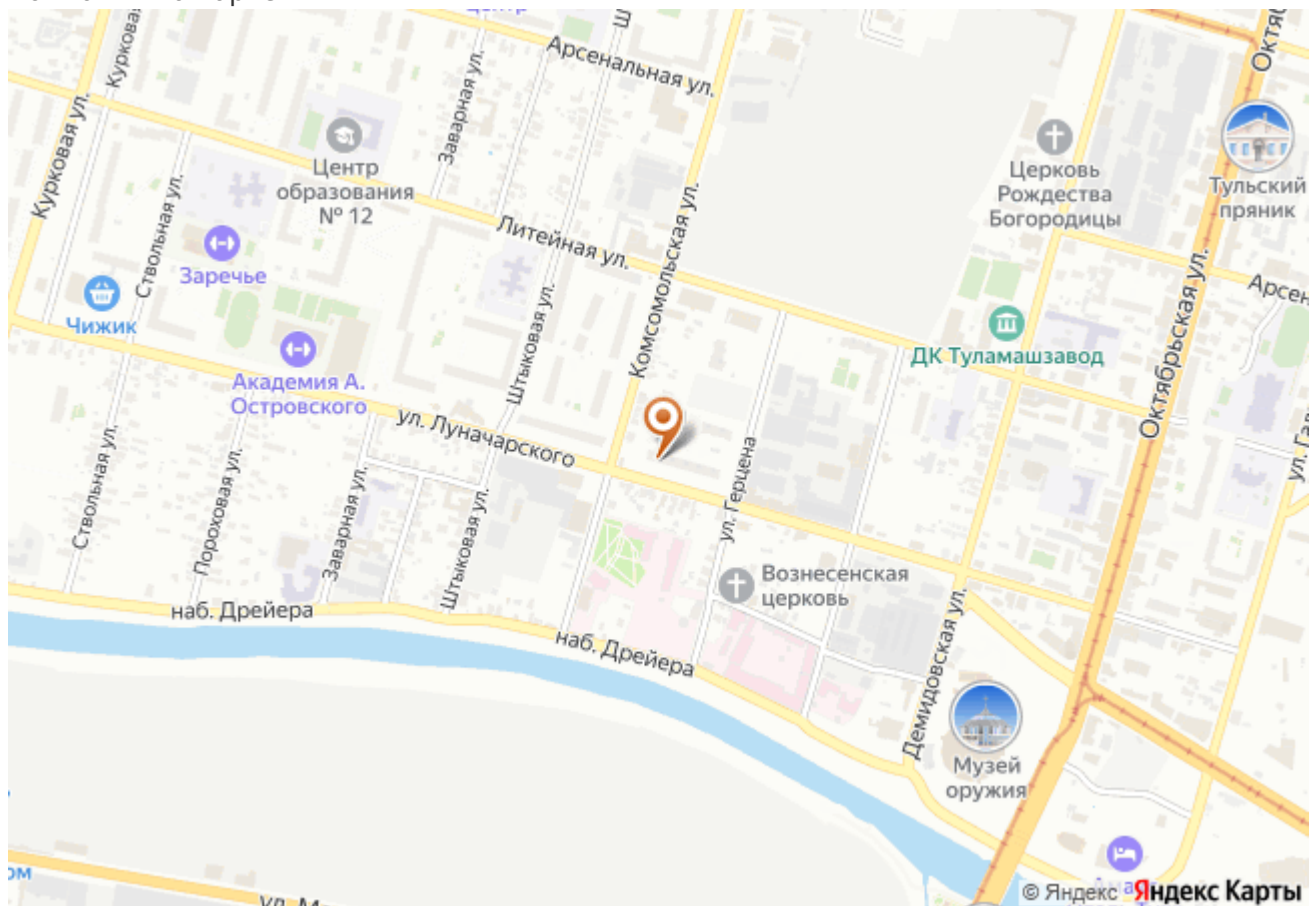 центр
Арсенальная ул.
Курковая
Курковая ул.
Заварная ул.
Октябрьская ул.
Центр
образования
№ 12
Церковь
Рождества
Богородицы
Тульский
пряник
Ствольная ул.
Заречье
Литейная ул.
Комсомольская ул.
Чижик
Штыковая ул.
ДК Туламашзавод
Академия А.
Островского
ул. Луначарского
ул. Герцена
Ствольная ул.
Пороховая ул.
Заварная ул.
Штыковая ул.
Вознесенская
церковь
наб. Дрейера
наб. Дрейера
Демидовская ул.
Музей
оружия
© Яндекс
Яндекс Карты